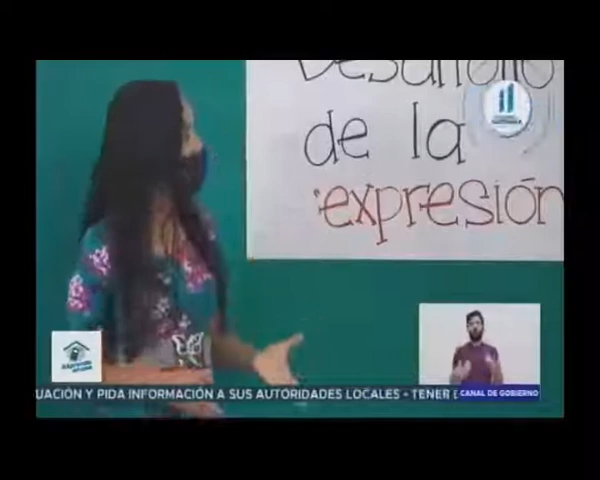 Desarrollo
de la
expresión
UACIÓN Y PIDA INFORMACIÓN A SUS AUTORIDADES LOCALES • TENER
CANAL DE GOBIERNO